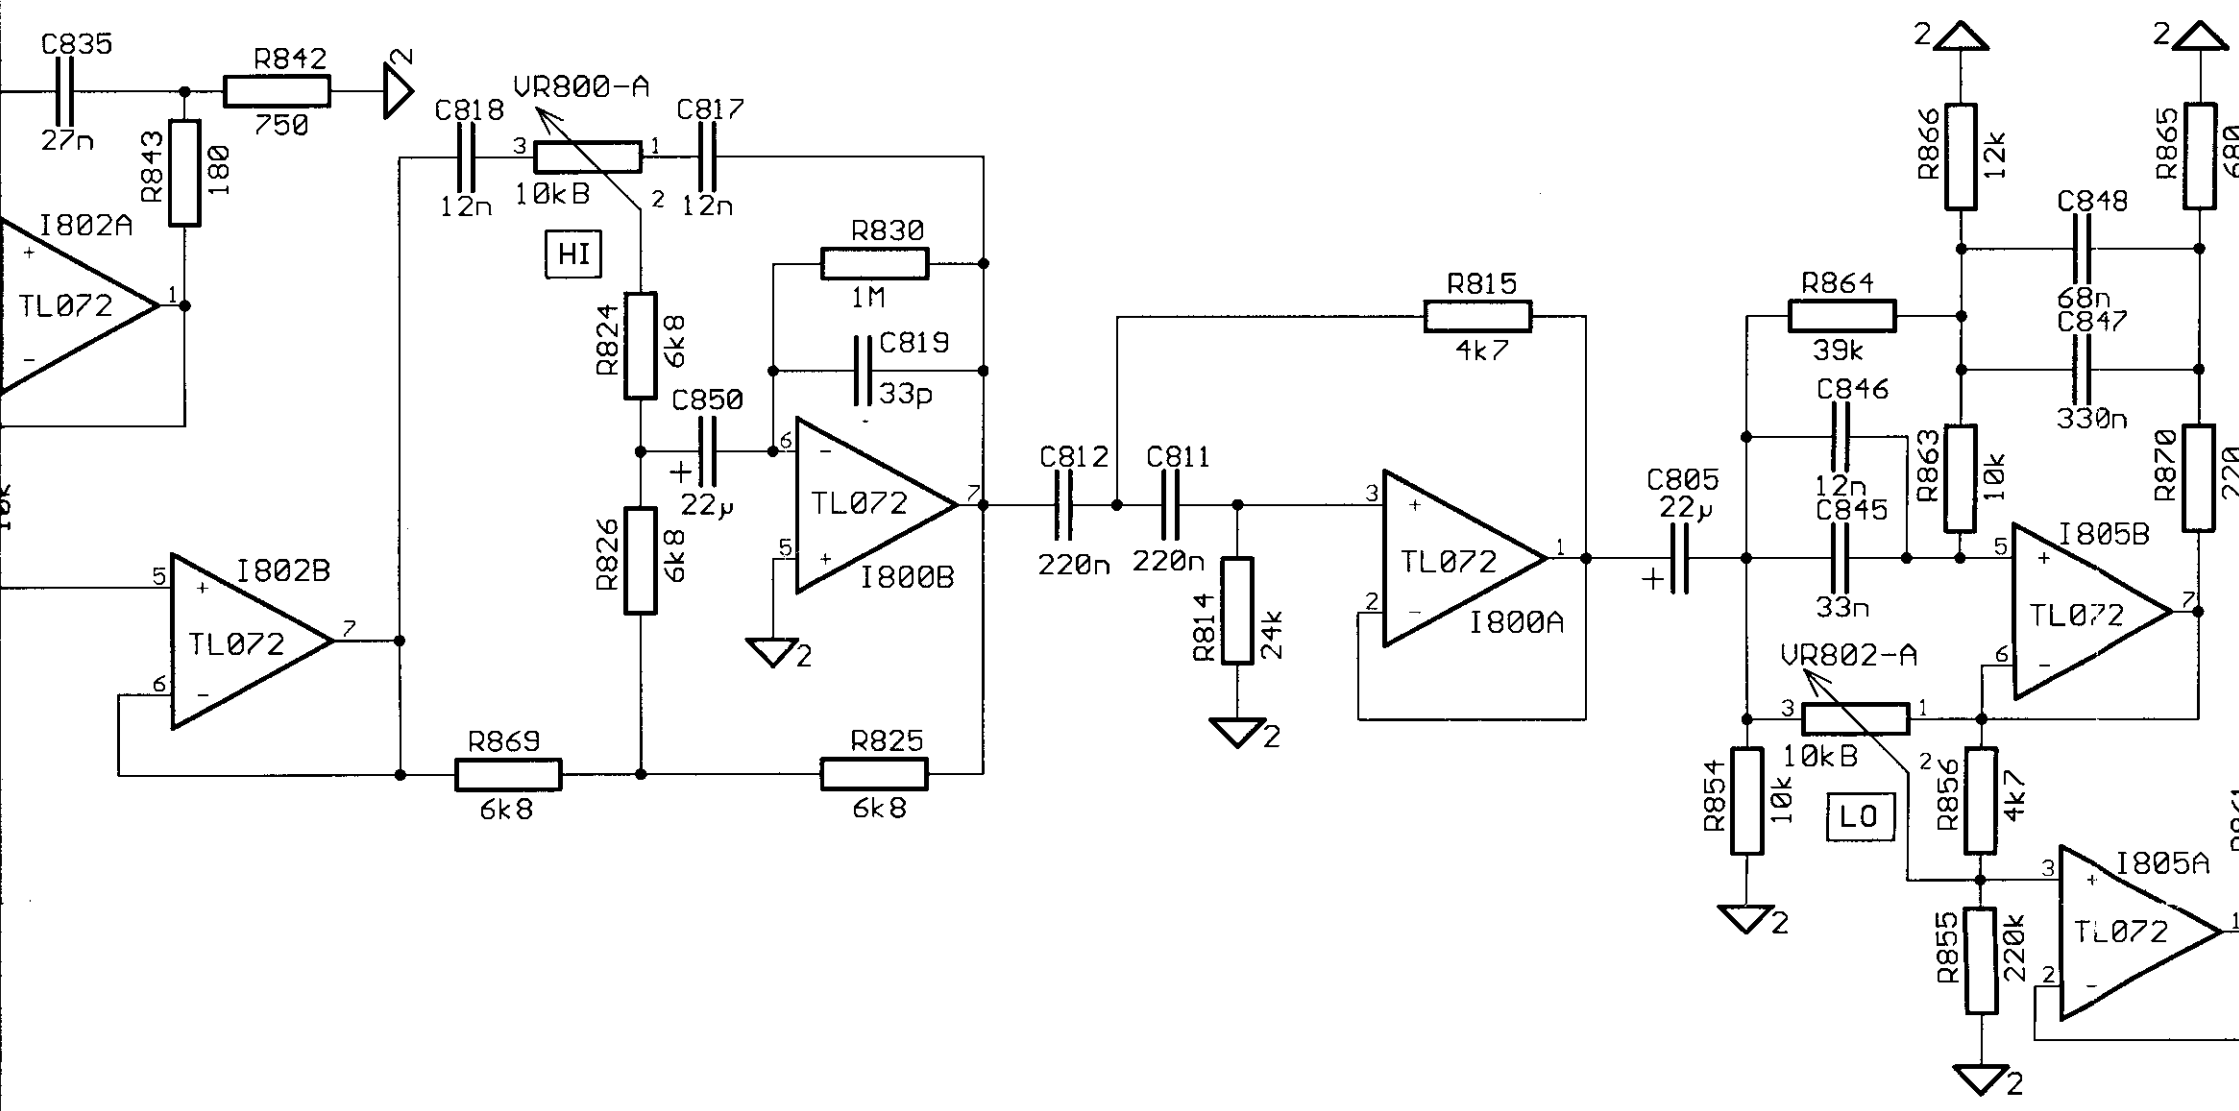 C835
27n
R842
750
2
R843
180
I802A
+
TL072
-
1
10k
C818
12n
VR800-A
3
1
10kB
2
C817
12n
HI
R824
6k8
R830
1M
C819
33p
C850
+
22µ
R826
6k8
6
-
TL072
7
5
+
I800B
2
5
+
I802B
TL072
7
6
-
R869
6k8
R825
6k8
C812
220n
C811
220n
R815
4k7
R814
24k
2
3
+
TL072
1
2
-
I800A
C805
22µ
+
R864
39k
C846
12n
C845
33n
2
R866
12k
2
R865
680
C848
68n
C847
330n
R863
10k
R870
220
I805B
5
+
TL072
7
6
-
VR802-A
3
1
10kB
2
LO
R854
10k
2
R856
4k7
R855
220k
2
I805A
3
+
TL072
1
2
-
R861